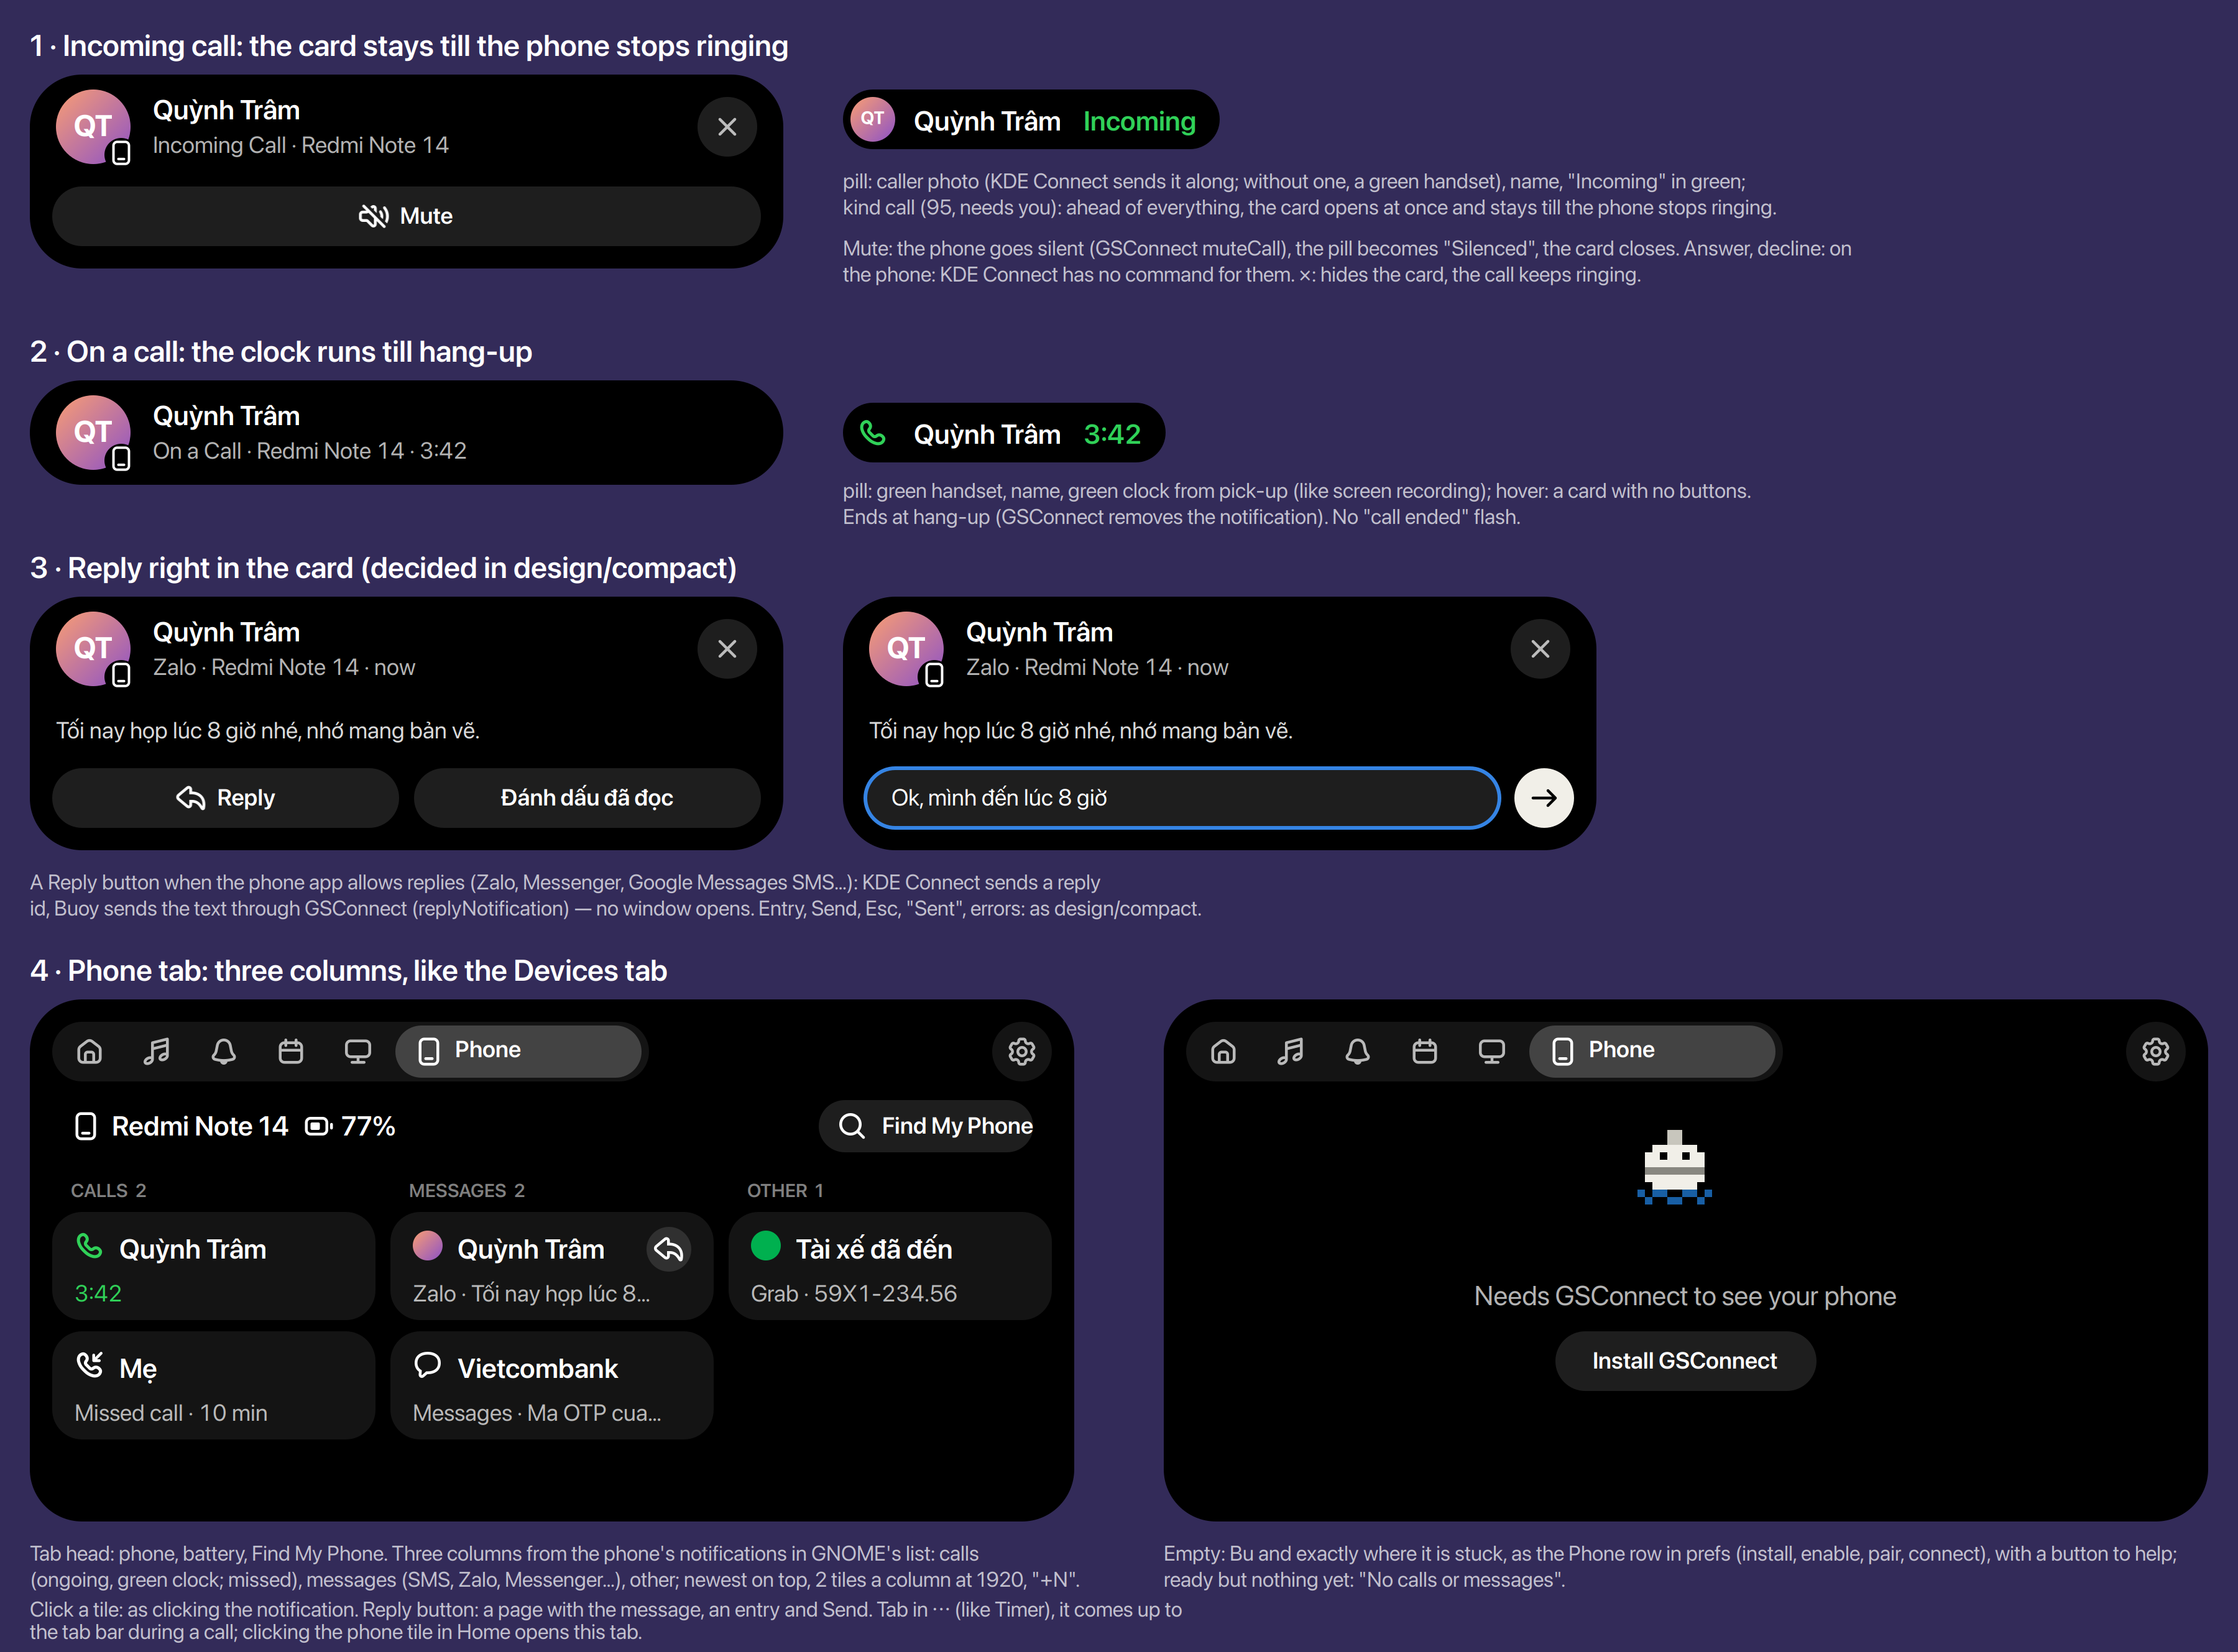 1 · Incoming call: the card stays till the phone stops ringing
QT
Quỳnh Trâm
Incoming Call · Redmi Note 14
Mute
QT
Quỳnh Trâm Incoming
pill: caller photo (KDE Connect sends it along; without one, a green handset), name, "Incoming" in green;
kind call (95, needs you): ahead of everything, the card opens at once and stays till the phone stops ringing.
Mute: the phone goes silent (GSConnect muteCall), the pill becomes "Silenced", the card closes. Answer, decline: on
the phone: KDE Connect has no command for them. ×: hides the card, the call keeps ringing.
2 · On a call: the clock runs till hang-up
QT
Quỳnh Trâm
On a Call · Redmi Note 14 · 3:42
Quỳnh Trâm 3:42
pill: green handset, name, green clock from pick-up (like screen recording); hover: a card with no buttons.
Ends at hang-up (GSConnect removes the notification). No "call ended" flash.
3 · Reply right in the card (decided in design/compact)
QT
Quỳnh Trâm
Zalo · Redmi Note 14 · now
Tối nay họp lúc 8 giờ nhé, nhớ mang bản vẽ.
Reply
Đánh dấu đã đọc
QT
Quỳnh Trâm
Zalo · Redmi Note 14 · now
Tối nay họp lúc 8 giờ nhé, nhớ mang bản vẽ.
Ok, mình đến lúc 8 giờ
A Reply button when the phone app allows replies (Zalo, Messenger, Google Messages SMS...): KDE Connect sends a reply
id, Buoy sends the text through GSConnect (replyNotification) — no window opens. Entry, Send, Esc, "Sent", errors: as design/compact.
4 · Phone tab: three columns, like the Devices tab
Phone
Redmi Note 14 77%
Find My Phone
CALLS 2
MESSAGES 2
OTHER 1
Quỳnh Trâm
3:42
Quỳnh Trâm
Zalo · Tối nay họp lúc 8...
Tài xế đã đến
Grab · 59X1-234.56
Mẹ
Missed call · 10 min
Vietcombank
Messages · Ma OTP cua...
Phone
Needs GSConnect to see your phone
Install GSConnect
Tab head: phone, battery, Find My Phone. Three columns from the phone's notifications in GNOME's list: calls
(ongoing, green clock; missed), messages (SMS, Zalo, Messenger...), other; newest on top, 2 tiles a column at 1920, "+N".
Click a tile: as clicking the notification. Reply button: a page with the message, an entry and Send. Tab in ··· (like Timer), it comes up to
the tab bar during a call; clicking the phone tile in Home opens this tab.
Empty: Bu and exactly where it is stuck, as the Phone row in prefs (install, enable, pair, connect), with a button to help;
ready but nothing yet: "No calls or messages".